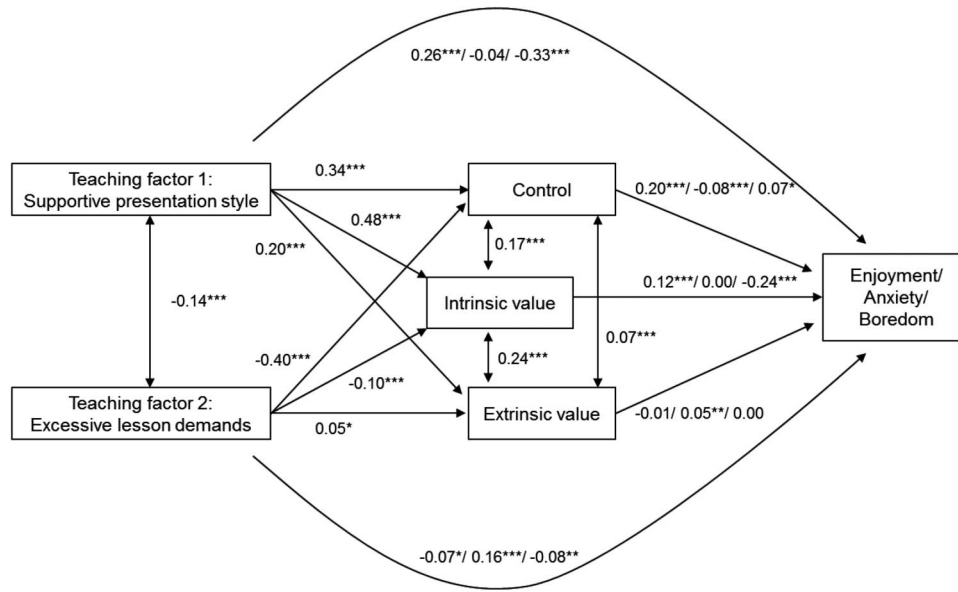 0.26***/ -0.04/ -0.33***
Teaching factor 1:
Supportive presentation style
0.34***
Control
0.20***/ -0.08***/ 0.07*
0.48***
0.20***
0.17***
Enjoyment/
Anxiety/
Boredom
0.12***/ 0.00/ -0.24***
Intrinsic value
-0.14***
0.07***
-0.40***
0.24***
-0.10***
Teaching factor 2:
Excessive lesson demands
0.05*
Extrinsic value
-0.01/ 0.05**/ 0.00
-0.07*/ 0.16***/ -0.08**